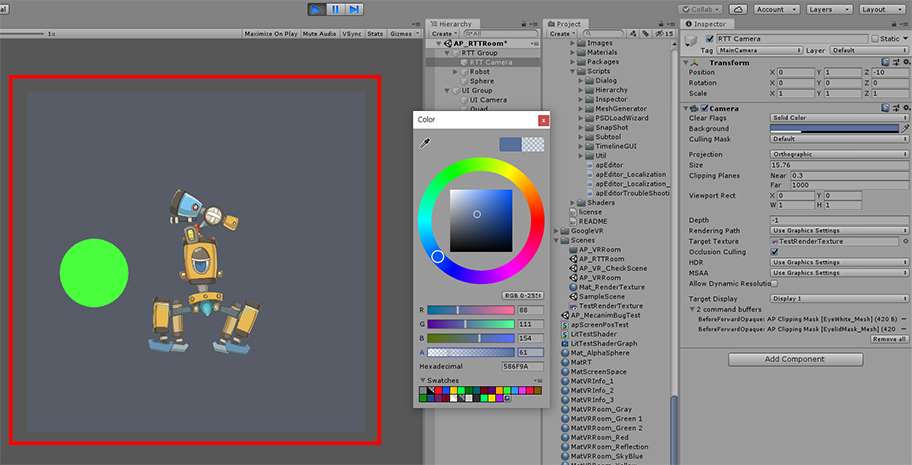 al
Collab
Account
Layers
Layout
1x
Maximize On Play
Mute Audio
VSync
Stats
Gizmos
Hierarchy
Create
All
AP_RTTRoom*
RTT Group
RTT Camera
Robot
Sphere
UI Group
UI Camera
Quad
Project
Create
15
Images
Materials
Packages
Scripts
Dialog
Hierarchy
Inspector
MeshGenerator
PSDLoadWizard
SnapShot
Subtool
TimelineGUI
Util
apEditor
apEditor_Localization
apEditor_Localization_
apEditorTroubleShooti
Shaders
license
README
GoogleVR
Scenes
AP_VRRoom
AP_RTTRoom
AP_VR_CheckScene
AP_VRRoom
Mat_RenderTexture
SampleScene
TestRenderTexture
AP_MecanimBugTest
apScreenPosTest
LitTestShader
LitTestShaderGraph
Mat_AlphaSphere
MatRT
MatScreenSpace
MatVRInfo_1
MatVRInfo_2
MatVRInfo_3
MatVRRoom_Gray
MatVRRoom_Green 1
MatVRRoom_Green 2
MatVRRoom_Red
MatVRRoom_Reflection
MatVRRoom_SkyBlue
MatVRRoom_Yellow
Color
x
RGB 0-255
R 88
G 111
B 154
A 61
Hexadecimal 586F9A
Swatches
Inspector
RTT Camera
Static
Tag MainCamera Layer Default
Transform
Position X 0 Y 1 Z -10
Rotation X 0 Y 0 Z 0
Scale X 1 Y 1 Z 1
Camera
Clear Flags Solid Color
Background
Culling Mask Default
Projection Orthographic
Size 15.76
Clipping Planes Near 0.3
Far 1000
Viewport Rect X 0 Y 0
W 1 H 1
Depth -1
Rendering Path Use Graphics Settings
Target Texture TestRenderTexture
Occlusion Culling
HDR Use Graphics Settings
MSAA Use Graphics Settings
Allow Dynamic Resolutio
Target Display Display 1
2 command buffers
BeforeForwardOpaque: AP Clipping Mask [EyeWhite_Mesh] (420 B)
BeforeForwardOpaque: AP Clipping Mask [EyelidMask_Mesh] (420
Remove all
Add Component